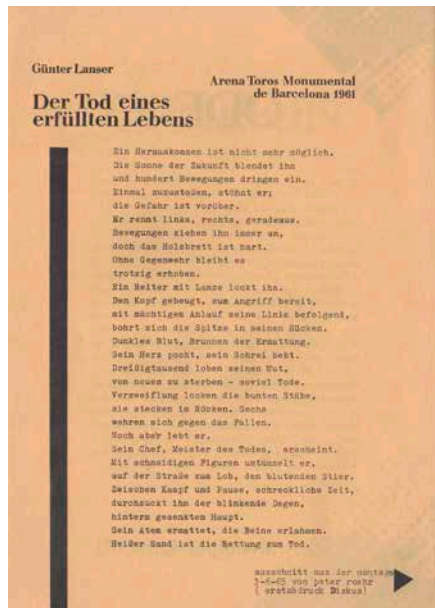 Günter Lanser
Arena Toros Monumental
de Barcelona 1961
Der Tod eines
erfüllten Lebens
Ein Herauskommen ist nicht mehr möglich.
Die Sonne der Zukunft blendet ihn
und hundert Bewegungen dringen ein.
Einmal zuzustoßen, stöhnt er;
die Gefahr ist vorüber.
Er rennt links, rechts, geradeaus.
Bewegungen ziehen ihn immer an,
doch das Holzbrett ist hart.
Ohne Gegenwehr bleibt es
trotzig erhoben.
Ein Reiter mit Lanze lockt ihn.
Den Kopf gebeugt, zum Angriff bereit,
mit mächtigem Anlauf seine Linie befolgend,
bohrt sich die Spitze in seinen Rücken.
Dunkles Blut, Brunnen der Ermattung.
Sein Herz pocht, sein Schrei bebt.
Dreißigtausend loben seinen Mut,
von neuem zu sterben - soviel Tode.
Verzweiflung locken die bunten Stäbe,
sie stecken im Rücken. Sechs
wehren sich gegen das Fallen.
Noch aber lebt er.
Sein Chef, Meister des Todes, erscheint.
Mit schneidigen Figuren umtänzelt er,
auf der Straße zum Lob, den blutenden Stier.
Zwischen Kampf und Pause, schreckliche Zeit,
durchzuckt ihn der blinkende Degen,
hinterm gesenkten Haupt.
Sein Atem ermattet, die Beine erlahmen.
Heißer Sand ist die Rettung zum Tod.
ausschnitt aus der montage
3-6-65 von peter roehr
( erstabdruck Diskus)